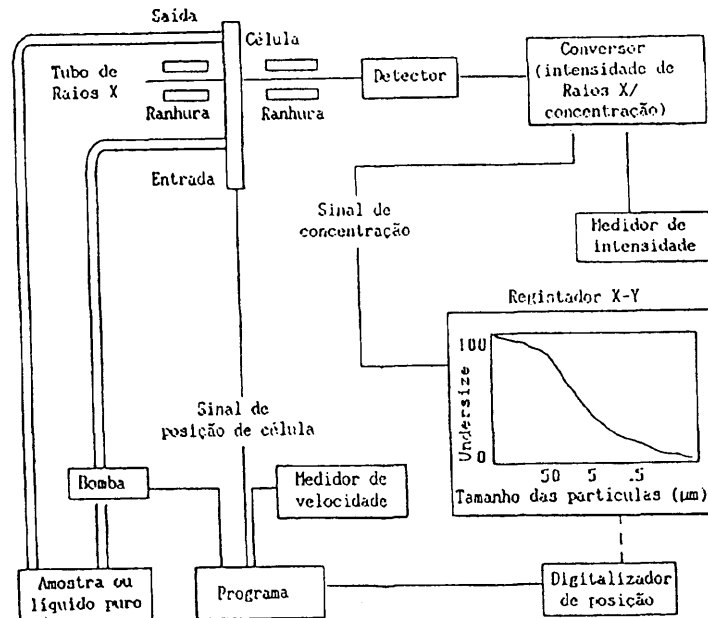 Saída
Célula
Tubo de
Raios X
Ranhura
Ranhura
Detector
Conversor
(intensidade de
Raios X/
concentração)
Entrada
Sinal de
concentração
Medidor de
intensidade
Registador X-Y
100
Undersize
0
50 5 .5
Tamanho das partículas (µm)
Sinal de
posição de célula
Bomba
Medidor de
velocidade
Amostra ou
líquido puro
Programa
Digitalizador
de posição